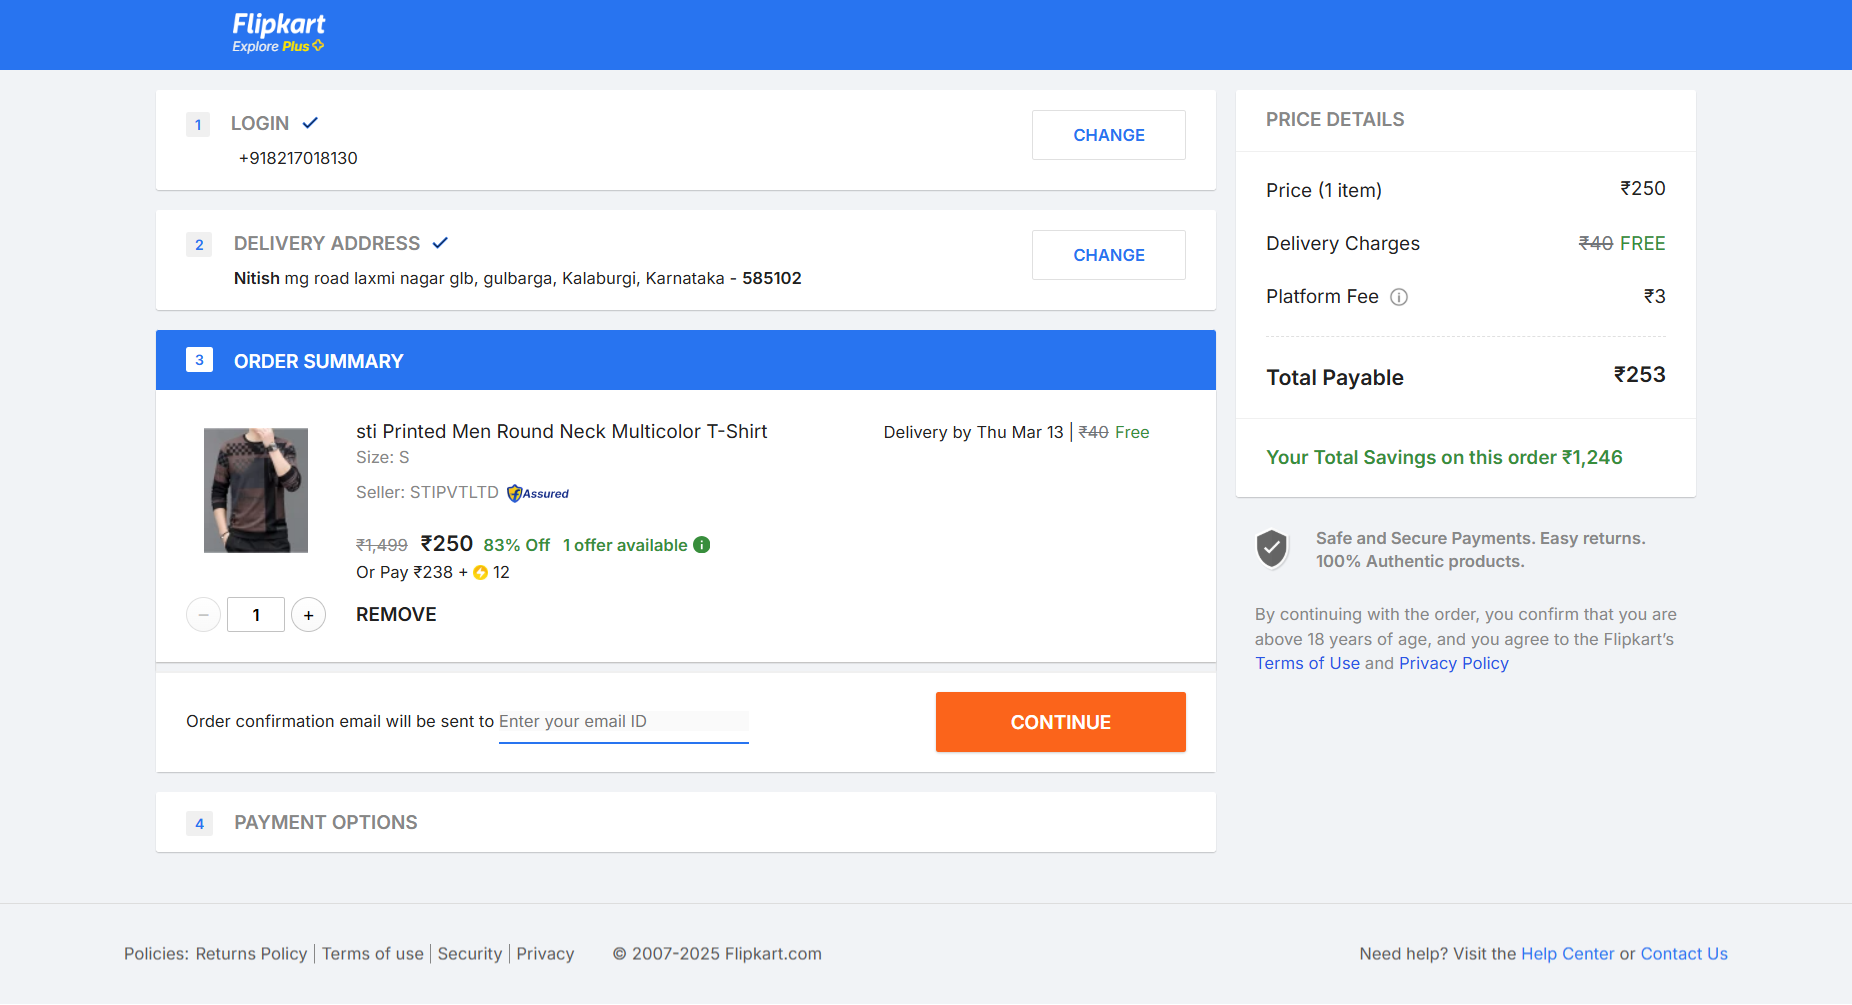 Flipkart
Explore Plus
1 LOGIN
+918217018130
CHANGE
2 DELIVERY ADDRESS
Nitish mg road laxmi nagar glb, gulbarga, Kalaburgi, Karnataka - 585102
CHANGE
3 ORDER SUMMARY
sti Printed Men Round Neck Multicolor T-Shirt
Size: S
Seller: STIPVTLTD Assured
₹1,499 ₹250 83% Off 1 offer available
Or Pay ₹238 + 12
Delivery by Thu Mar 13 | ₹40 Free
− 1 + REMOVE
Order confirmation email will be sent to Enter your email ID
CONTINUE
4 PAYMENT OPTIONS
PRICE DETAILS
Price (1 item) ₹250
Delivery Charges ₹40 FREE
Platform Fee ₹3
Total Payable ₹253
Your Total Savings on this order ₹1,246
Safe and Secure Payments. Easy returns.
100% Authentic products.
By continuing with the order, you confirm that you are
above 18 years of age, and you agree to the Flipkart's
Terms of Use and Privacy Policy
Policies: Returns Policy | Terms of use | Security | Privacy © 2007-2025 Flipkart.com
Need help? Visit the Help Center or Contact Us